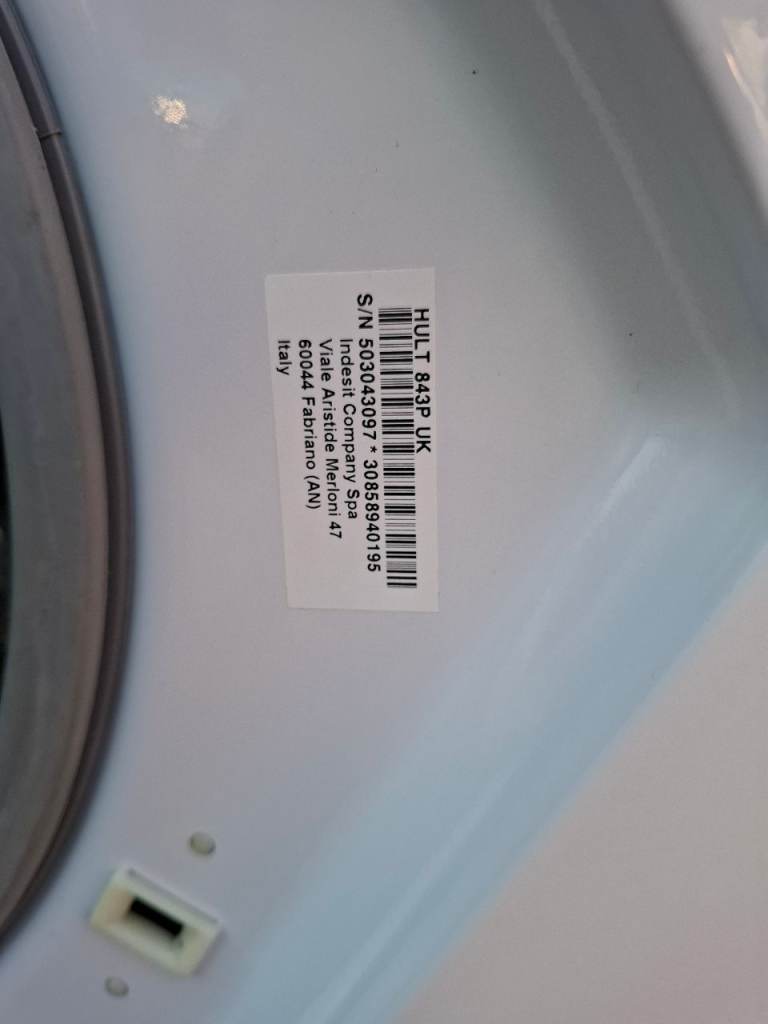 HULT 843P UK
S/N 503043097 * 30858940195
Indesit Company Spa
Viale Aristide Merloni 47
60044 Fabriano (AN)
Italy